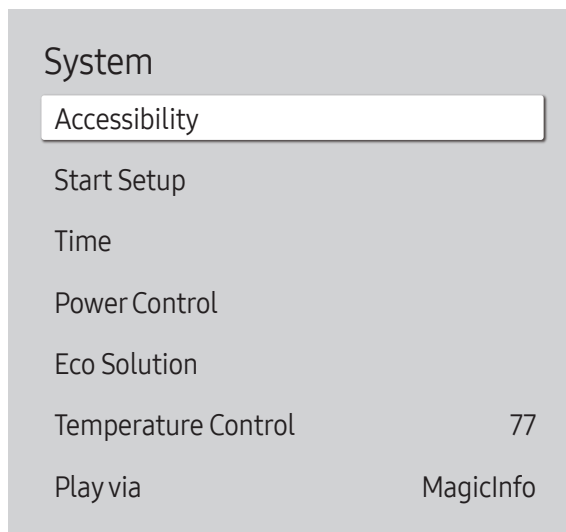 System
Accessibility
Start Setup
Time
Power Control
Eco Solution
Temperature Control 77
Play via MagicInfo